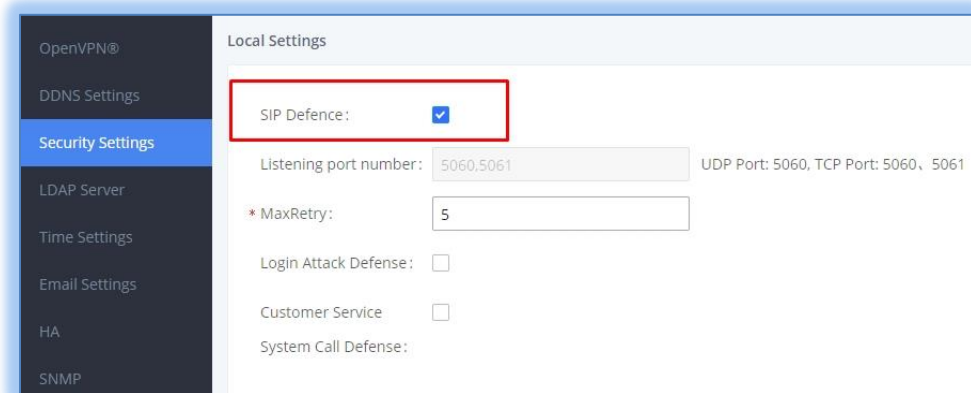 OpenVPN®
DDNS Settings
Security Settings
LDAP Server
Time Settings
Email Settings
HA
SNMP
Local Settings
SIP Defence:
Listening port number: 5060,5061 UDP Port: 5060, TCP Port: 5060、5061
* MaxRetry: 5
Login Attack Defense:
Customer Service
System Call Defense: